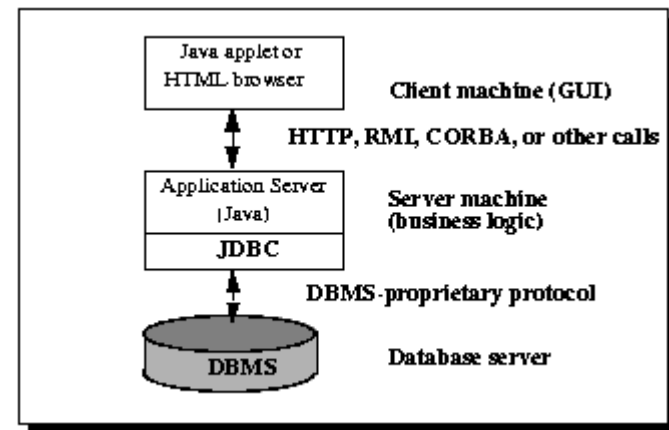 Java applet or
HTML browser
Client machine (GUI)
HTTP, RMI, CORBA, or other calls
Application Server
(Java)
JDBC
Server machine
(business logic)
DBMS-proprietary protocol
DBMS
Database server